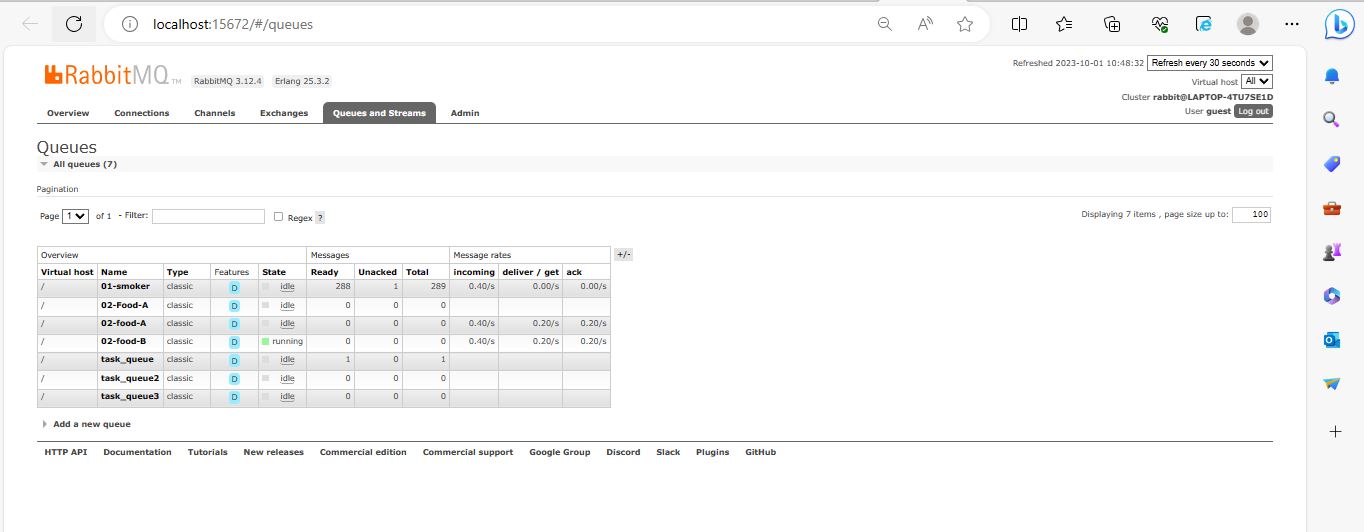 localhost:15672/#/queues
RabbitMQ TM RabbitMQ 3.12.4 Erlang 25.3.2
Refreshed 2023-10-01 10:48:32 Refresh every 30 seconds
Virtual host All
Cluster rabbit@LAPTOP-4TU7SE1D
User guest Log out
Overview Connections Channels Exchanges Queues and Streams Admin
Queues
All queues (7)
Pagination
Page 1 of 1 - Filter: Regex ? Displaying 7 items , page size up to: 100
Overview Messages Message rates +/-
Virtual host Name Type Features State Ready Unacked Total incoming deliver / get ack
/ 01-smoker classic D idle 288 1 289 0.40/s 0.00/s 0.00/s
/ 02-Food-A classic D idle 0 0 0
/ 02-food-A classic D idle 0 0 0 0.40/s 0.20/s 0.20/s
/ 02-food-B classic D running 0 0 0 0.40/s 0.20/s 0.20/s
/ task_queue classic D idle 1 0 1
/ task_queue2 classic D idle 0 0 0
/ task_queue3 classic D idle 0 0 0
Add a new queue
HTTP API Documentation Tutorials New releases Commercial edition Commercial support Google Group Discord Slack Plugins GitHub